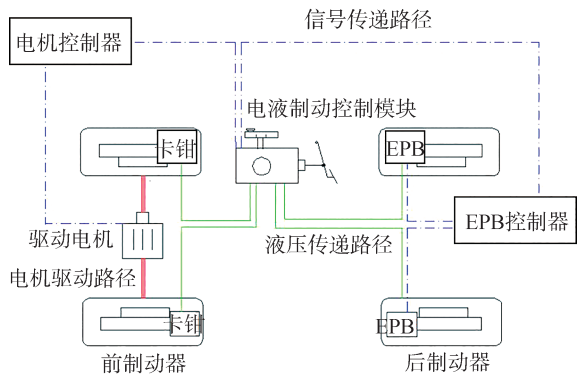 信号传递路径
电机控制器
电液制动控制模块
卡钳
EPB
EPB控制器
驱动电机
液压传递路径
电机驱动路径
卡钳
EPB
前制动器
后制动器